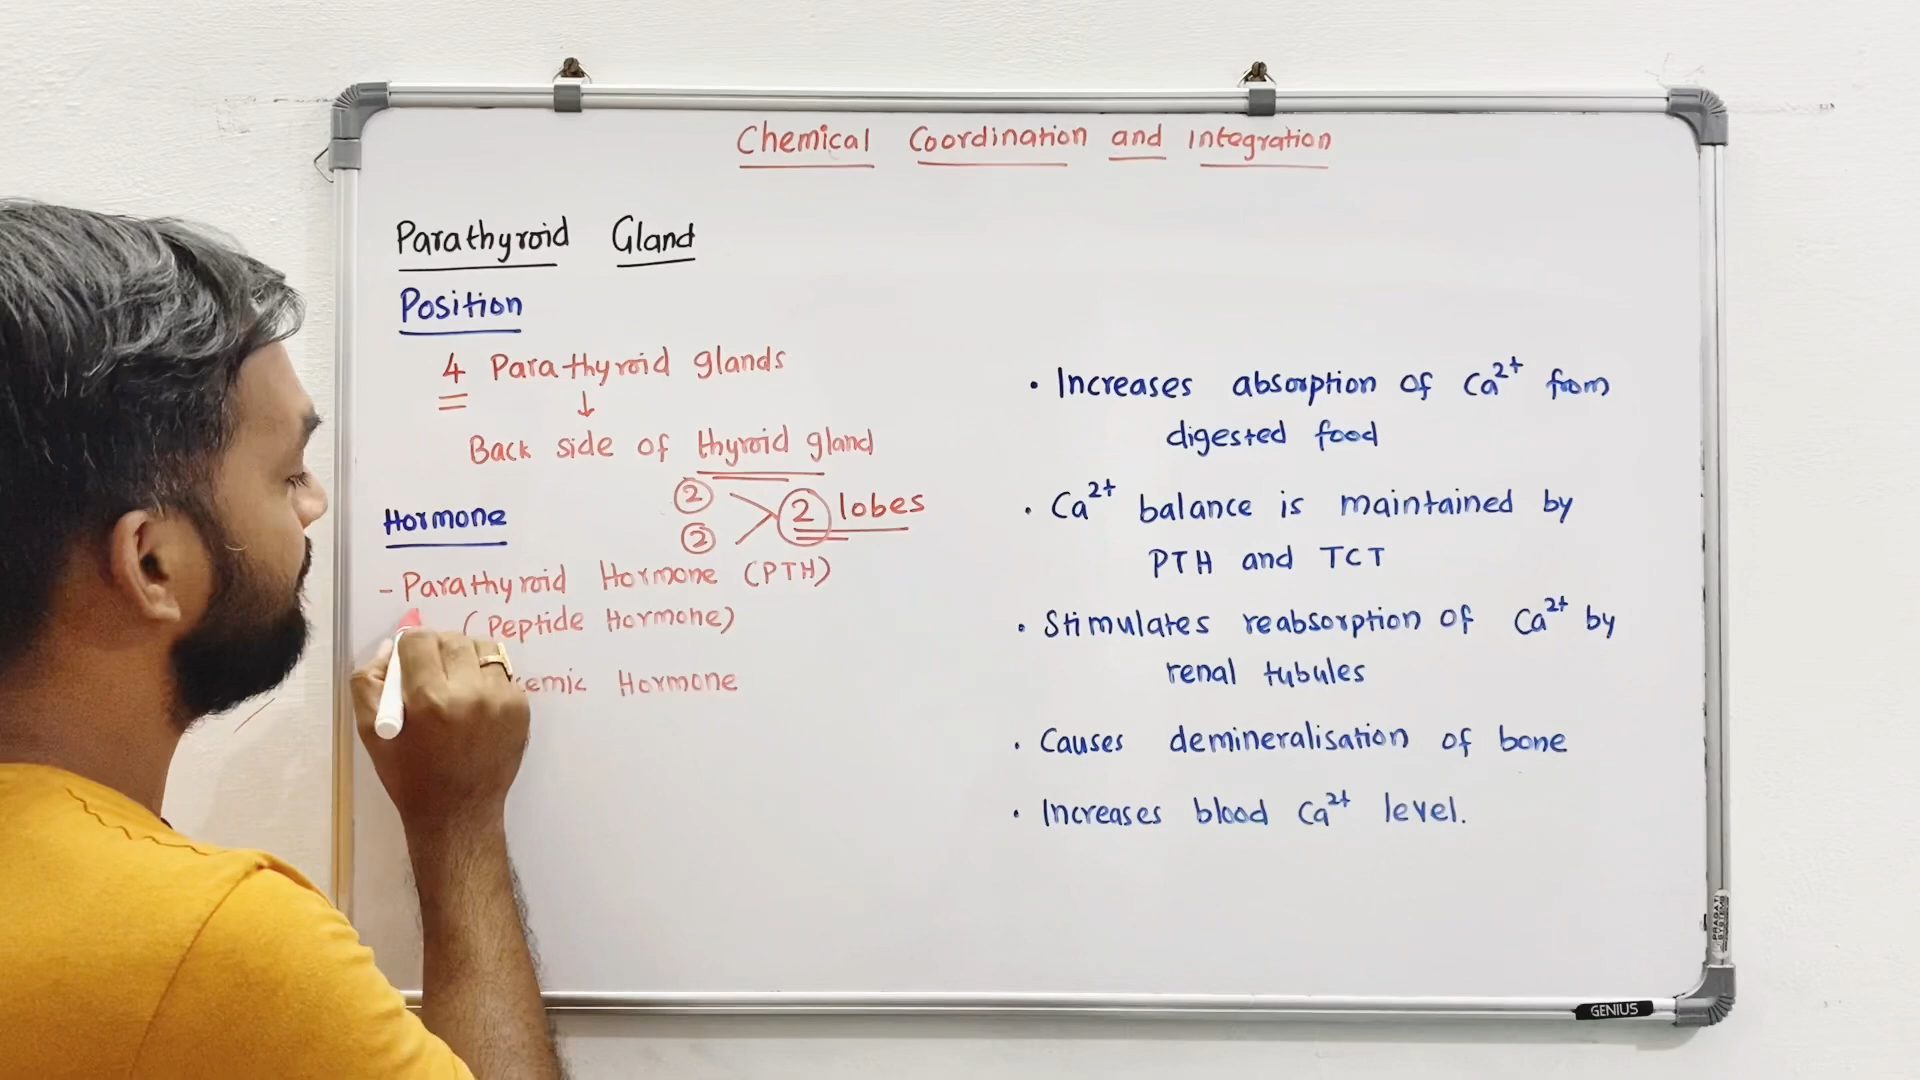 Chemical Coordination and Integration
Parathyroid Gland
Position
4 Parathyroid glands
↓
Back side of thyroid gland
2
2
2 lobes
Hormone
- Parathyroid Hormone (PTH)
(Peptide Hormone)
Hormone
• Increases absorption of Ca2+ from
digested food
• Ca2+ balance is maintained by
PTH and TCT
• Stimulates reabsorption of Ca2+ by
renal tubules
• Causes demineralisation of bone
• Increases blood Ca2+ level.
PRAGATI SYSTEMS
GENIUS